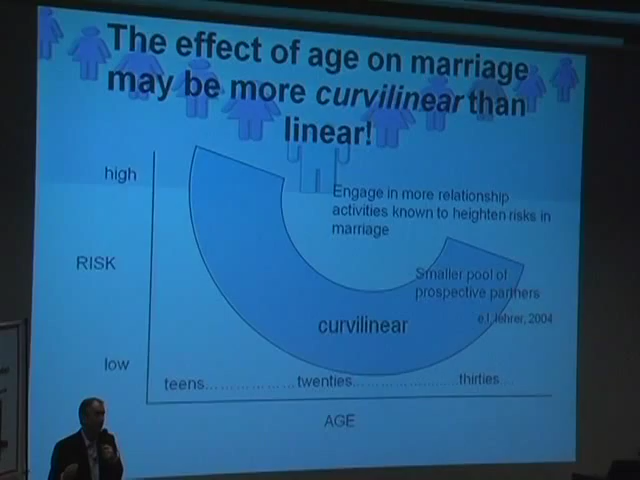 The effect of age on marriage
may be more curvilinear than
linear!
high
Engage in more relationship
activities known to heighten risks in
marriage
RISK
Smaller pool of
prospective partners
e.l. lehrer, 2004
curvilinear
low
teens………………twenties………………………thirties…
AGE